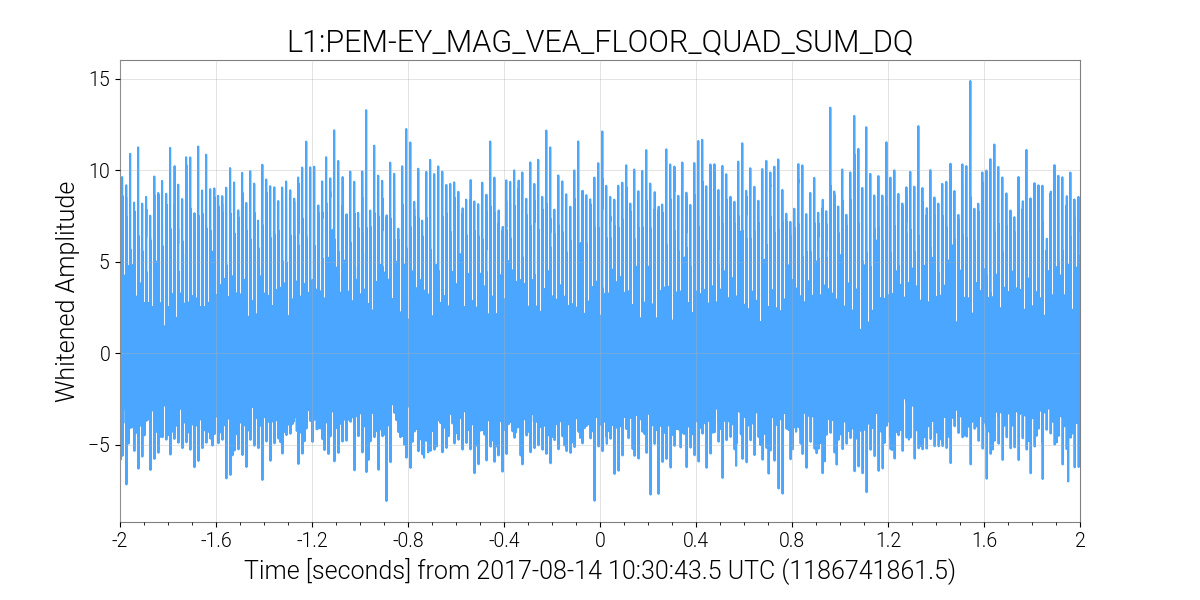 L1:PEM-EY_MAG_VEA_FLOOR_QUAD_SUM_DQ
15
10
5
0
−5
Whitened Amplitude
-2 -1.6 -1.2 -0.8 -0.4 0 0.4 0.8 1.2 1.6 2
Time [seconds] from 2017-08-14 10:30:43.5 UTC (1186741861.5)